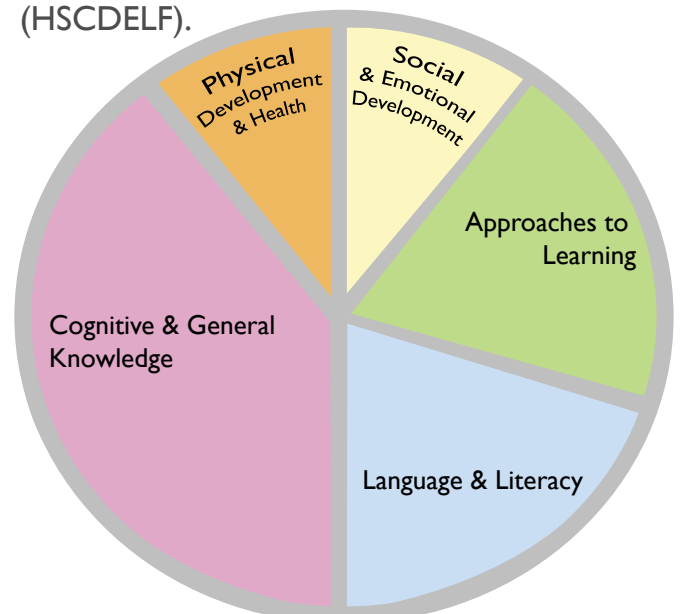 (HSCDELF).
Physical
Development
& Health
Social
& Emotional
Development
Approaches to
Learning
Cognitive & General
Knowledge
Language & Literacy